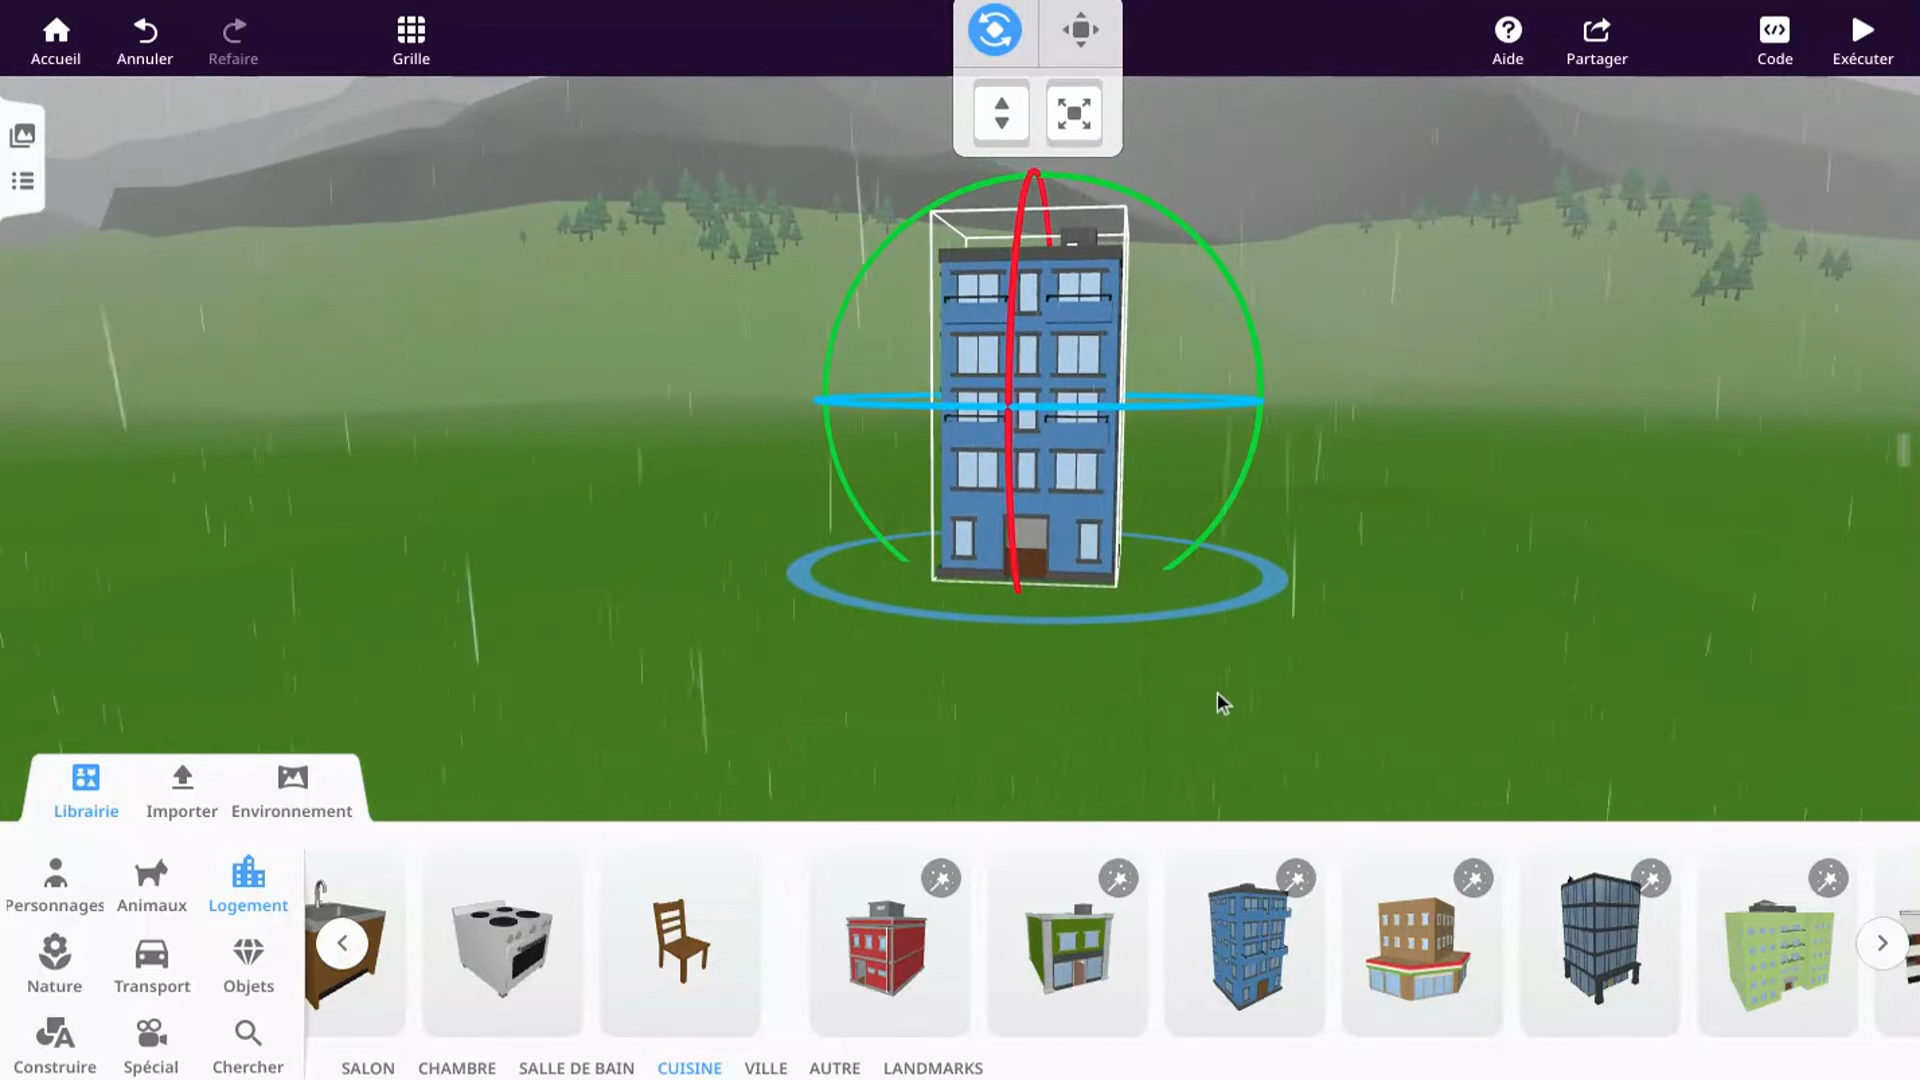 Accueil
Annuler
Refaire
Grille
Aide
Partager
Code
Exécuter
Librairie
Importer
Environnement
Personnages
Animaux
Logement
Nature
Transport
Objets
Construire
Spécial
Chercher
SALON
CHAMBRE
SALLE DE BAIN
CUISINE
VILLE
AUTRE
LANDMARKS